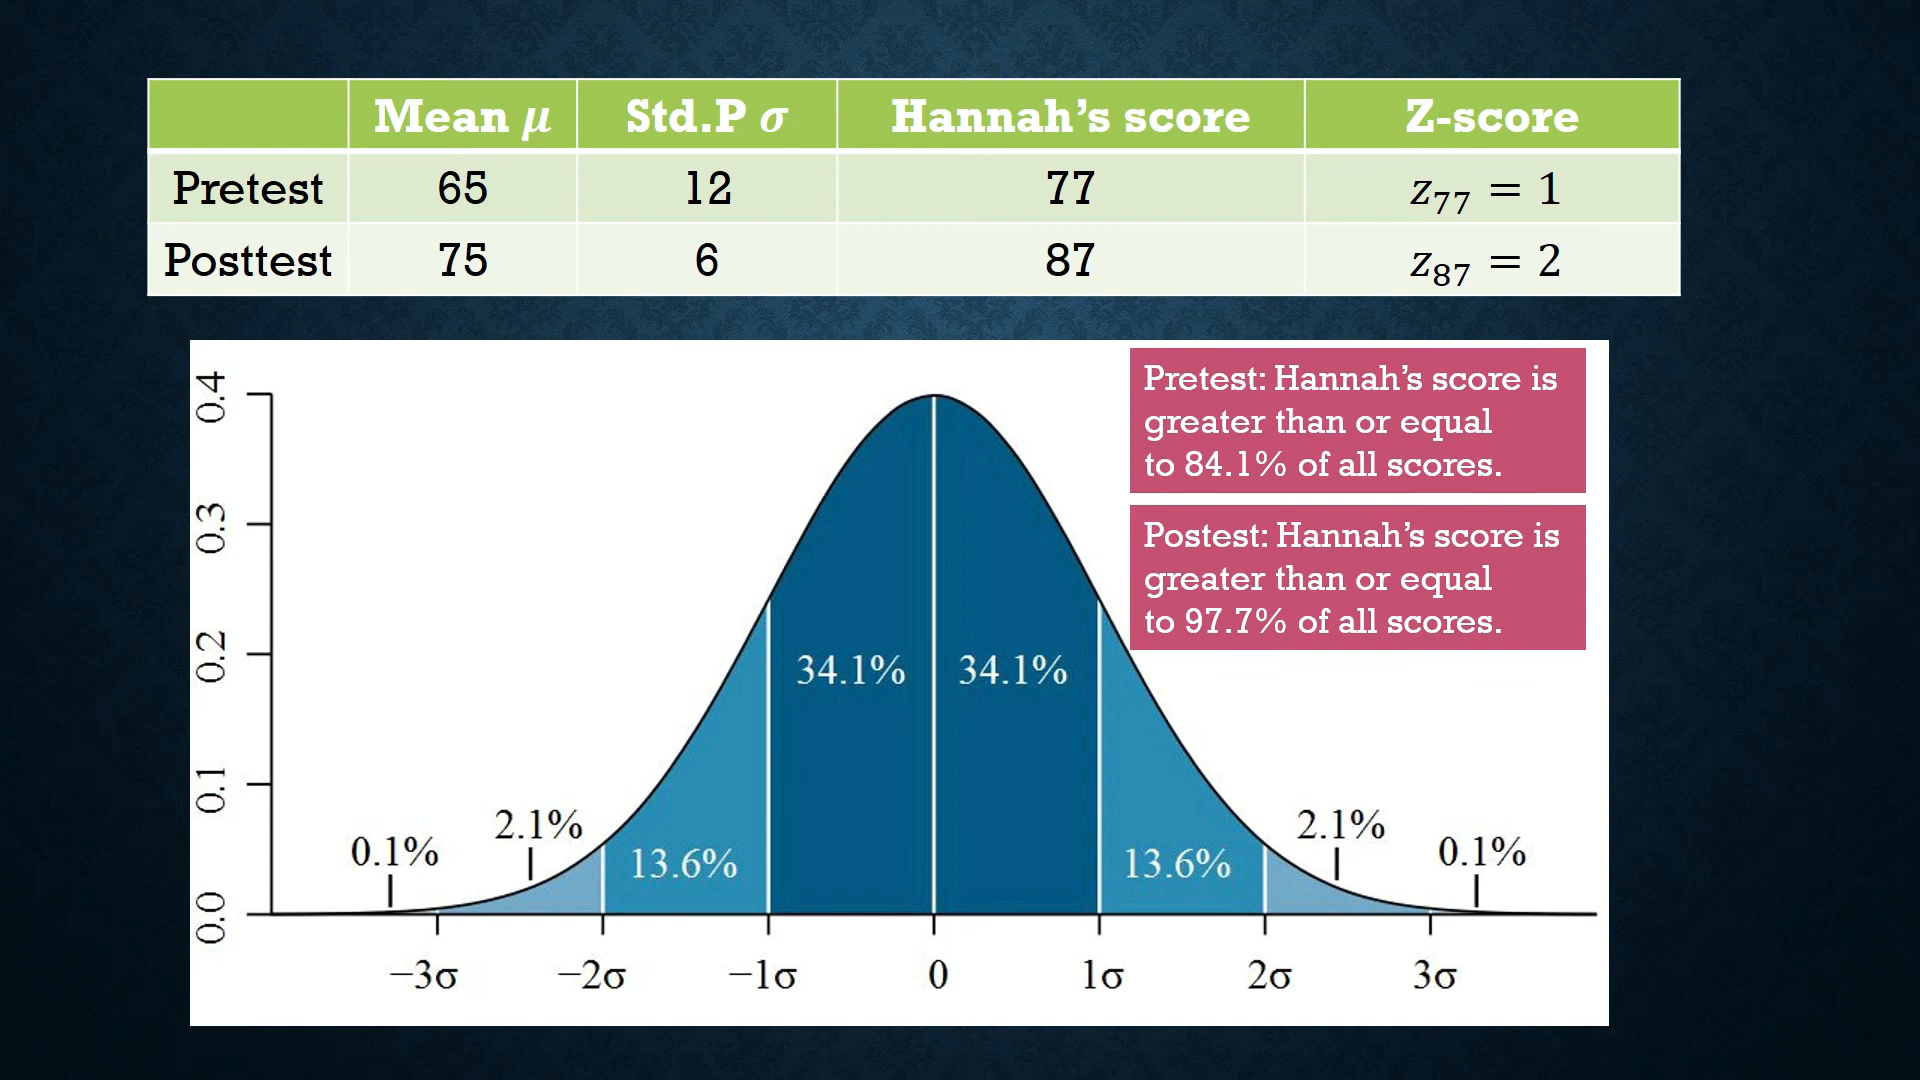 Mean μ Std.P σ Hannah's score Z-score
Pretest 65 12 77 z₇₇ = 1
Posttest 75 6 87 z₈₇ = 2
Pretest: Hannah's score is
greater than or equal
to 84.1% of all scores.
Postest: Hannah's score is
greater than or equal
to 97.7% of all scores.
0.4
0.3
0.2
0.1
0.0
34.1% 34.1%
0.1% 2.1% 13.6% 13.6% 2.1% 0.1%
−3σ −2σ −1σ 0 1σ 2σ 3σ